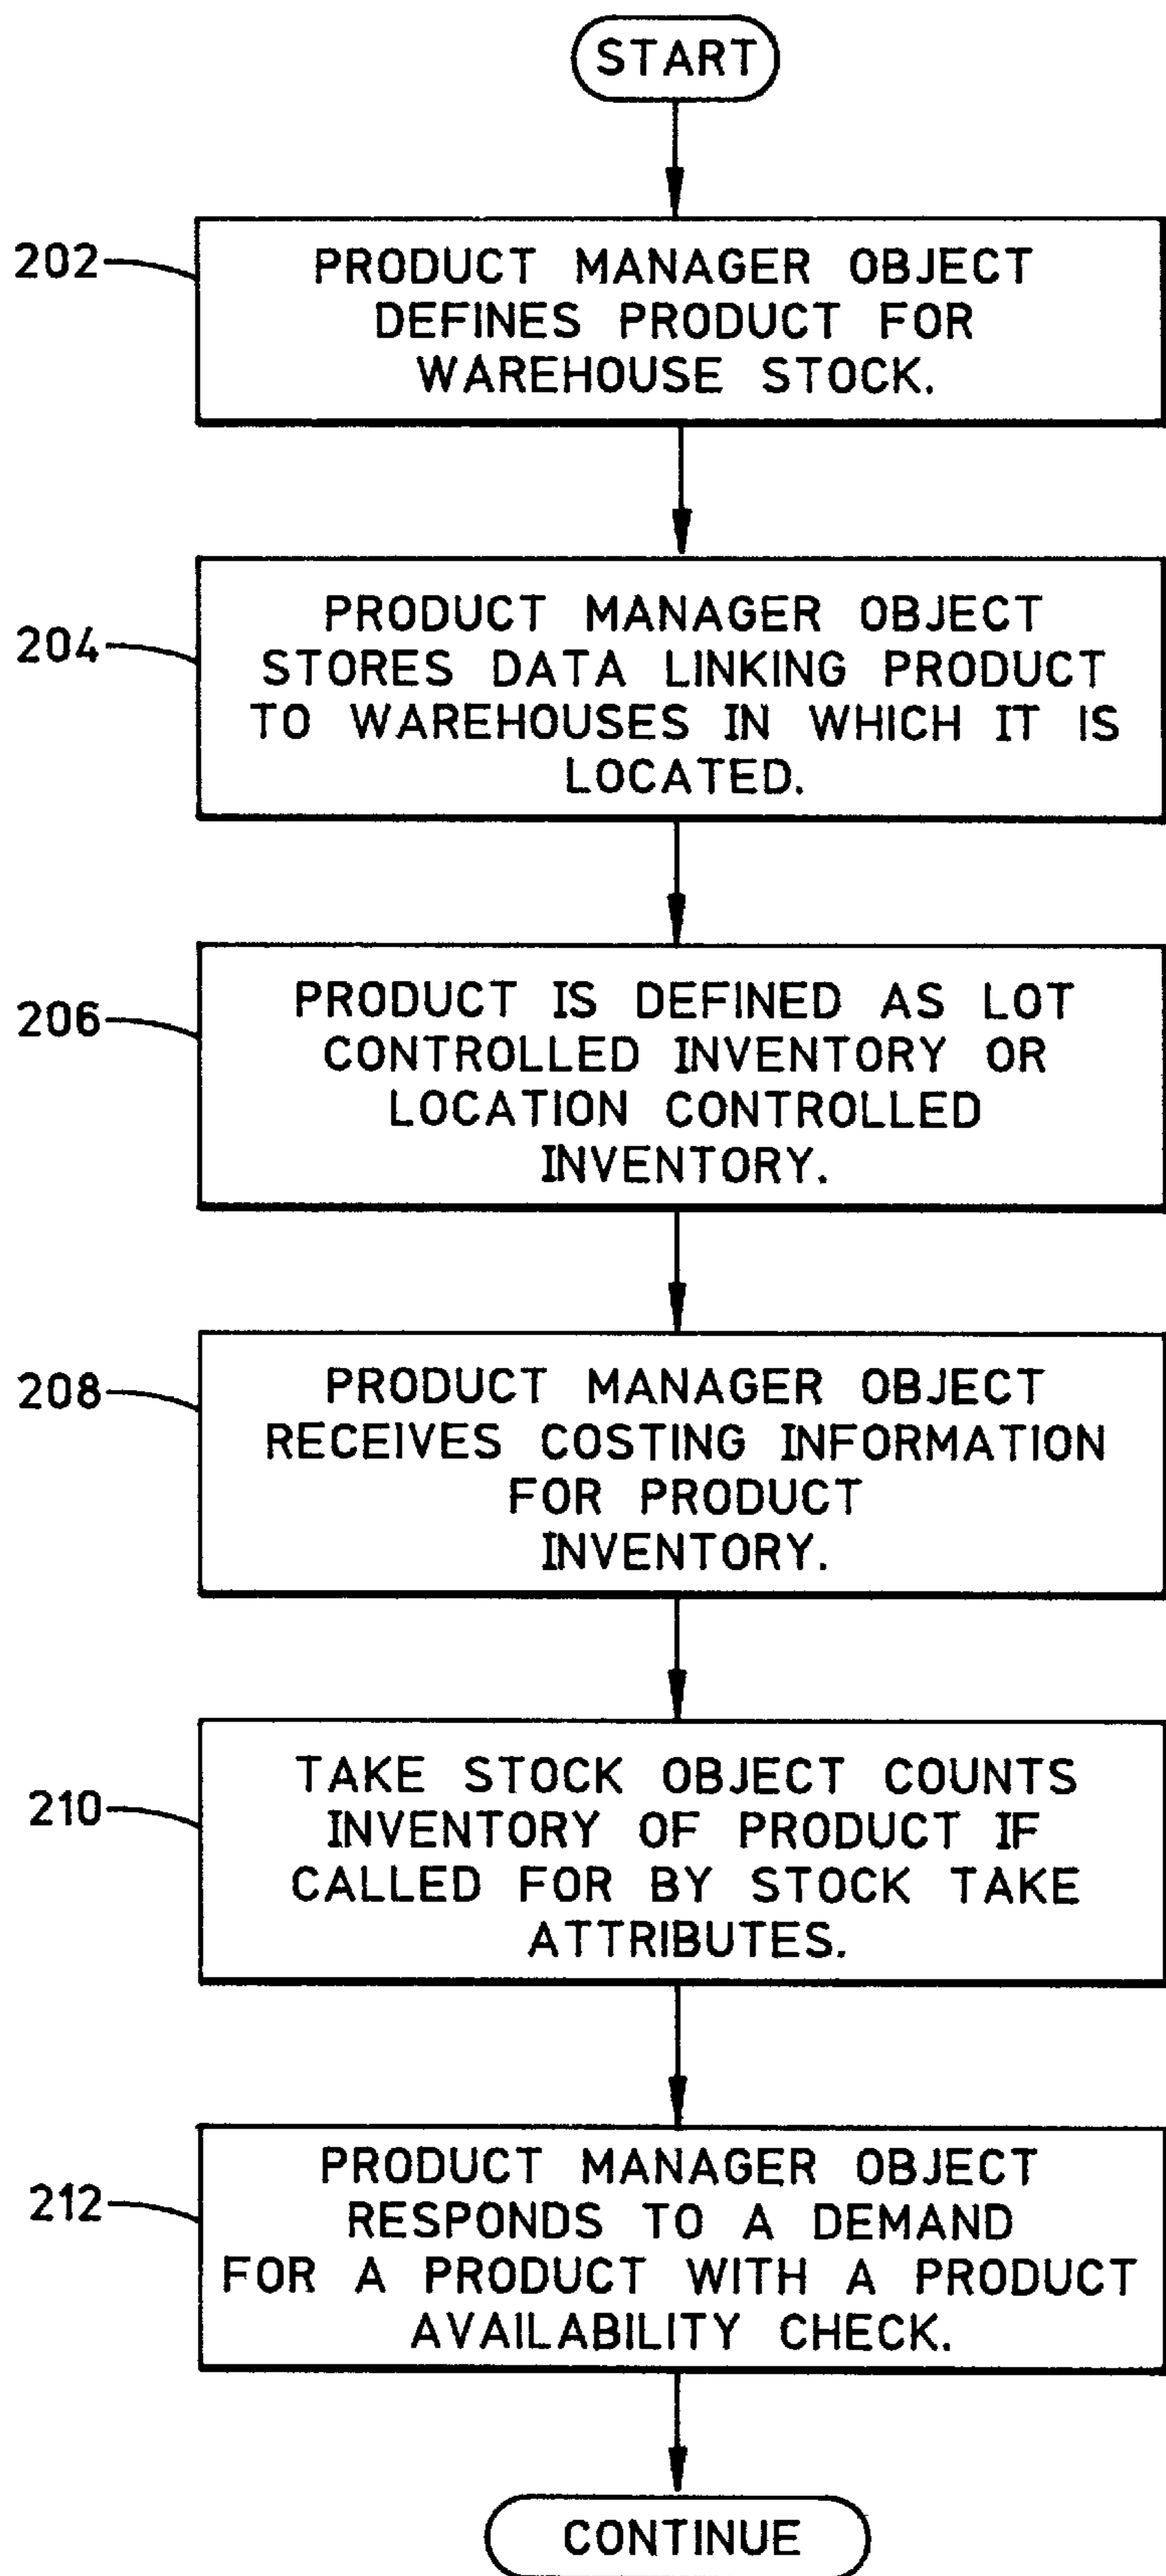 START
202
PRODUCT MANAGER OBJECT
DEFINES PRODUCT FOR
WAREHOUSE STOCK.
204
PRODUCT MANAGER OBJECT
STORES DATA LINKING PRODUCT
TO WAREHOUSES IN WHICH IT IS
LOCATED.
206
PRODUCT IS DEFINED AS LOT
CONTROLLED INVENTORY OR
LOCATION CONTROLLED
INVENTORY.
208
PRODUCT MANAGER OBJECT
RECEIVES COSTING INFORMATION
FOR PRODUCT
INVENTORY.
210
TAKE STOCK OBJECT COUNTS
INVENTORY OF PRODUCT IF
CALLED FOR BY STOCK TAKE
ATTRIBUTES.
212
PRODUCT MANAGER OBJECT
RESPONDS TO A DEMAND
FOR A PRODUCT WITH A PRODUCT
AVAILABILITY CHECK.
CONTINUE